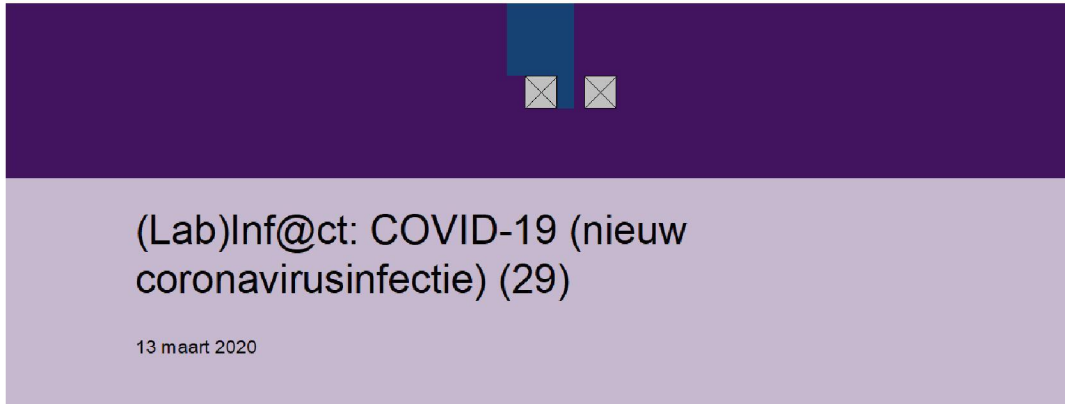 (Lab)Inf@ct: COVID-19 (nieuw
coronavirusinfectie) (29)
13 maart 2020